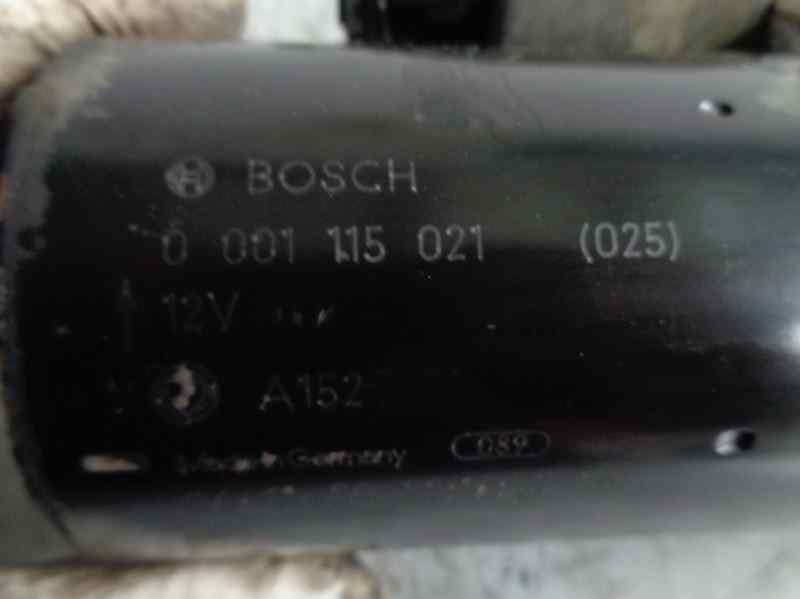 BOSCH
0 001 115 021 (025)
12V
A152
Made in Germany 089